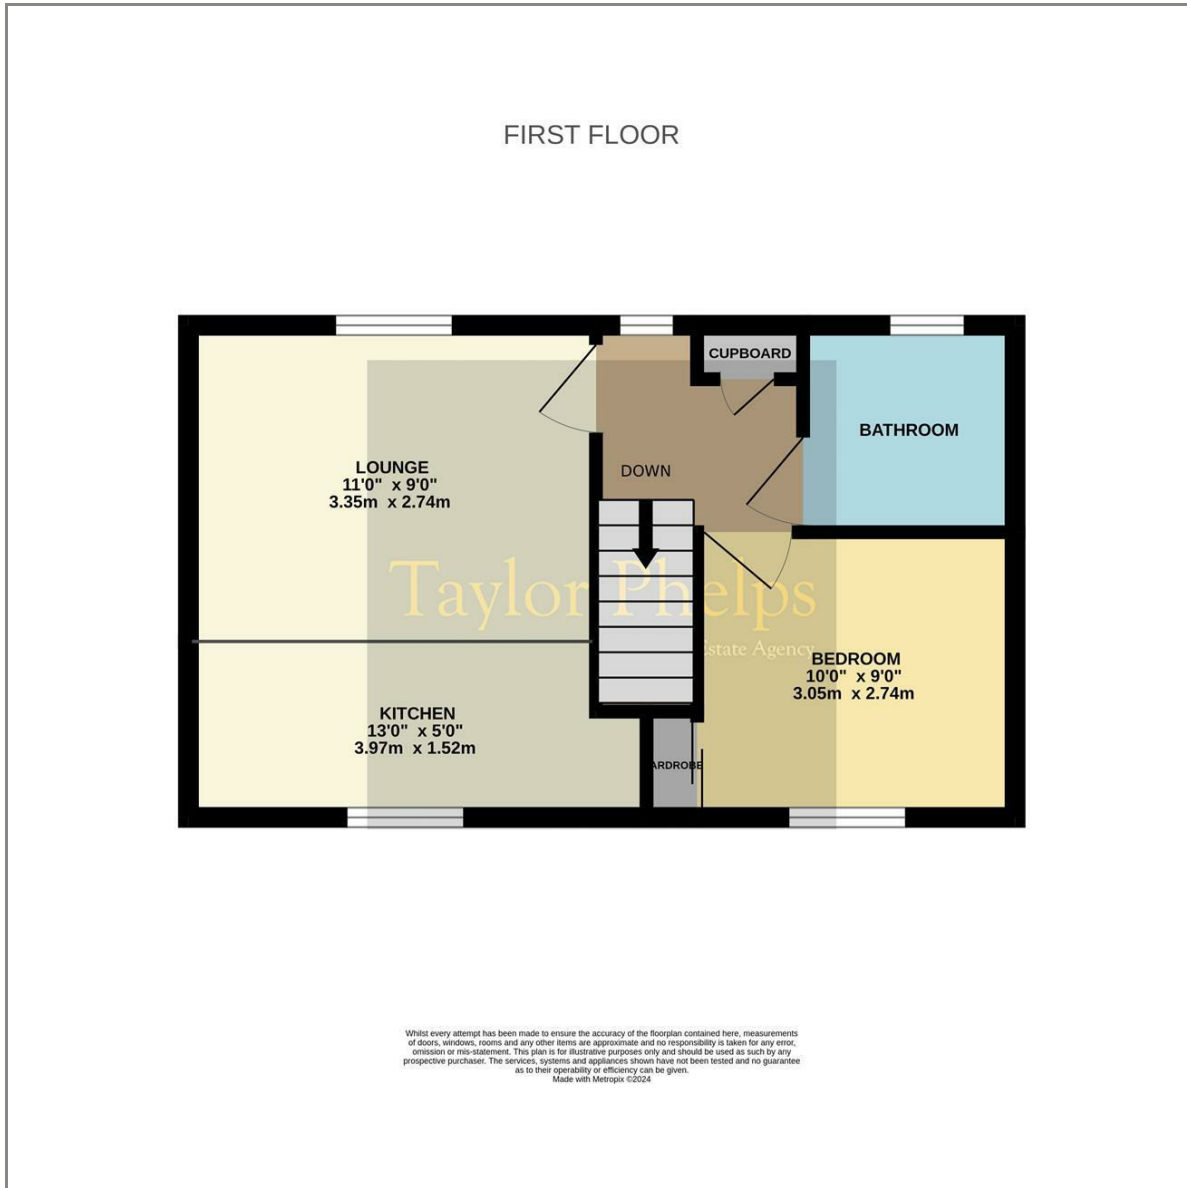 FIRST FLOOR
CUPBOARD
BATHROOM
LOUNGE
11'0" x 9'0"
3.35m x 2.74m
DOWN
Taylor Phelps
Estate Agency
BEDROOM
10'0" x 9'0"
3.05m x 2.74m
KITCHEN
13'0" x 5'0"
3.97m x 1.52m
ARDROBE
Whilst every attempt has been made to ensure the accuracy of the floorplan contained here, measurements
of doors, windows, rooms and any other items are approximate and no responsibility is taken for any error,
omission or mis-statement. This plan is for illustrative purposes only and should be used as such by any
prospective purchaser. The services, systems and appliances shown have not been tested and no guarantee
as to their operability or efficiency can be given.
Made with Metropix ©2024